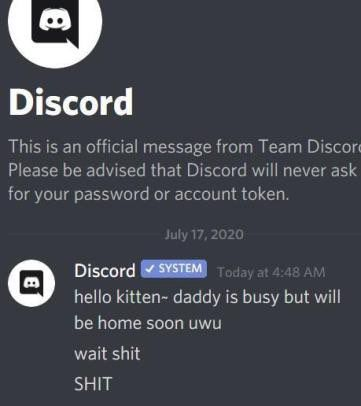 Discord
This is an official message from Team Discord
Please be advised that Discord will never ask
for your password or account token.
July 17, 2020
Discord ✓ SYSTEM Today at 4:48 AM
hello kitten~ daddy is busy but will
be home soon uwu
wait shit
SHIT